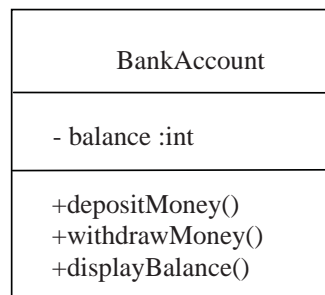 BankAccount
- balance :int
+depositMoney()
+withdrawMoney()
+displayBalance()